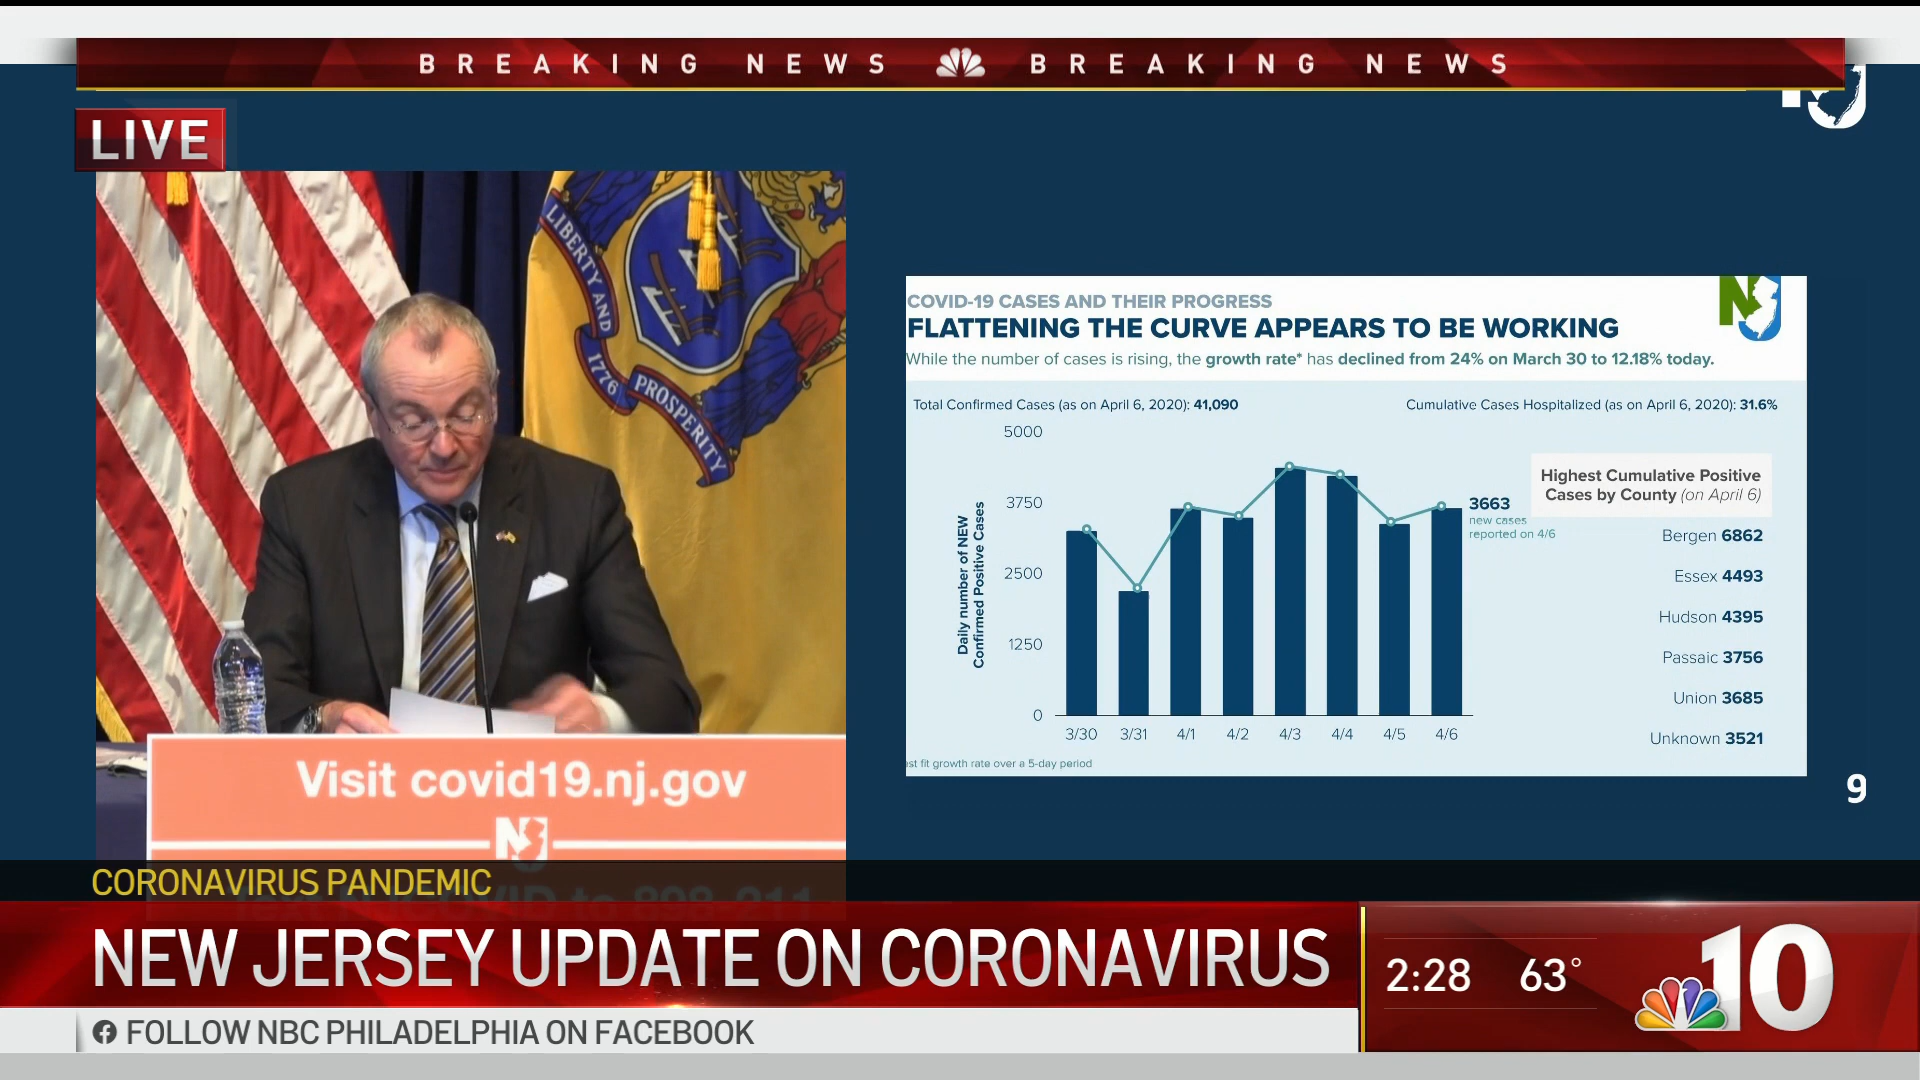 BREAKING NEWS BREAKING NEWS
LIVE
NJ
LIBERTY AND
1776
PROSPERITY
COVID-19 CASES AND THEIR PROGRESS
FLATTENING THE CURVE APPEARS TO BE WORKING
While the number of cases is rising, the growth rate* has declined from 24% on March 30 to 12.18% today.
NJ
Total Confirmed Cases (as on April 6, 2020): 41,090
Cumulative Cases Hospitalized (as on April 6, 2020): 31.6%
Daily number of NEW
Confirmed Positive Cases
5000
3750
2500
1250
0
3/30 3/31 4/1 4/2 4/3 4/4 4/5 4/6
3663
new cases
reported on 4/6
Highest Cumulative Positive
Cases by County (on April 6)
Bergen 6862
Essex 4493
Hudson 4395
Passaic 3756
Union 3685
Unknown 3521
fit growth rate over a 5-day period
9
Visit covid19.nj.gov
NJ
to 898-211
CORONAVIRUS PANDEMIC
NEW JERSEY UPDATE ON CORONAVIRUS
2:28 63°
10
FOLLOW NBC PHILADELPHIA ON FACEBOOK